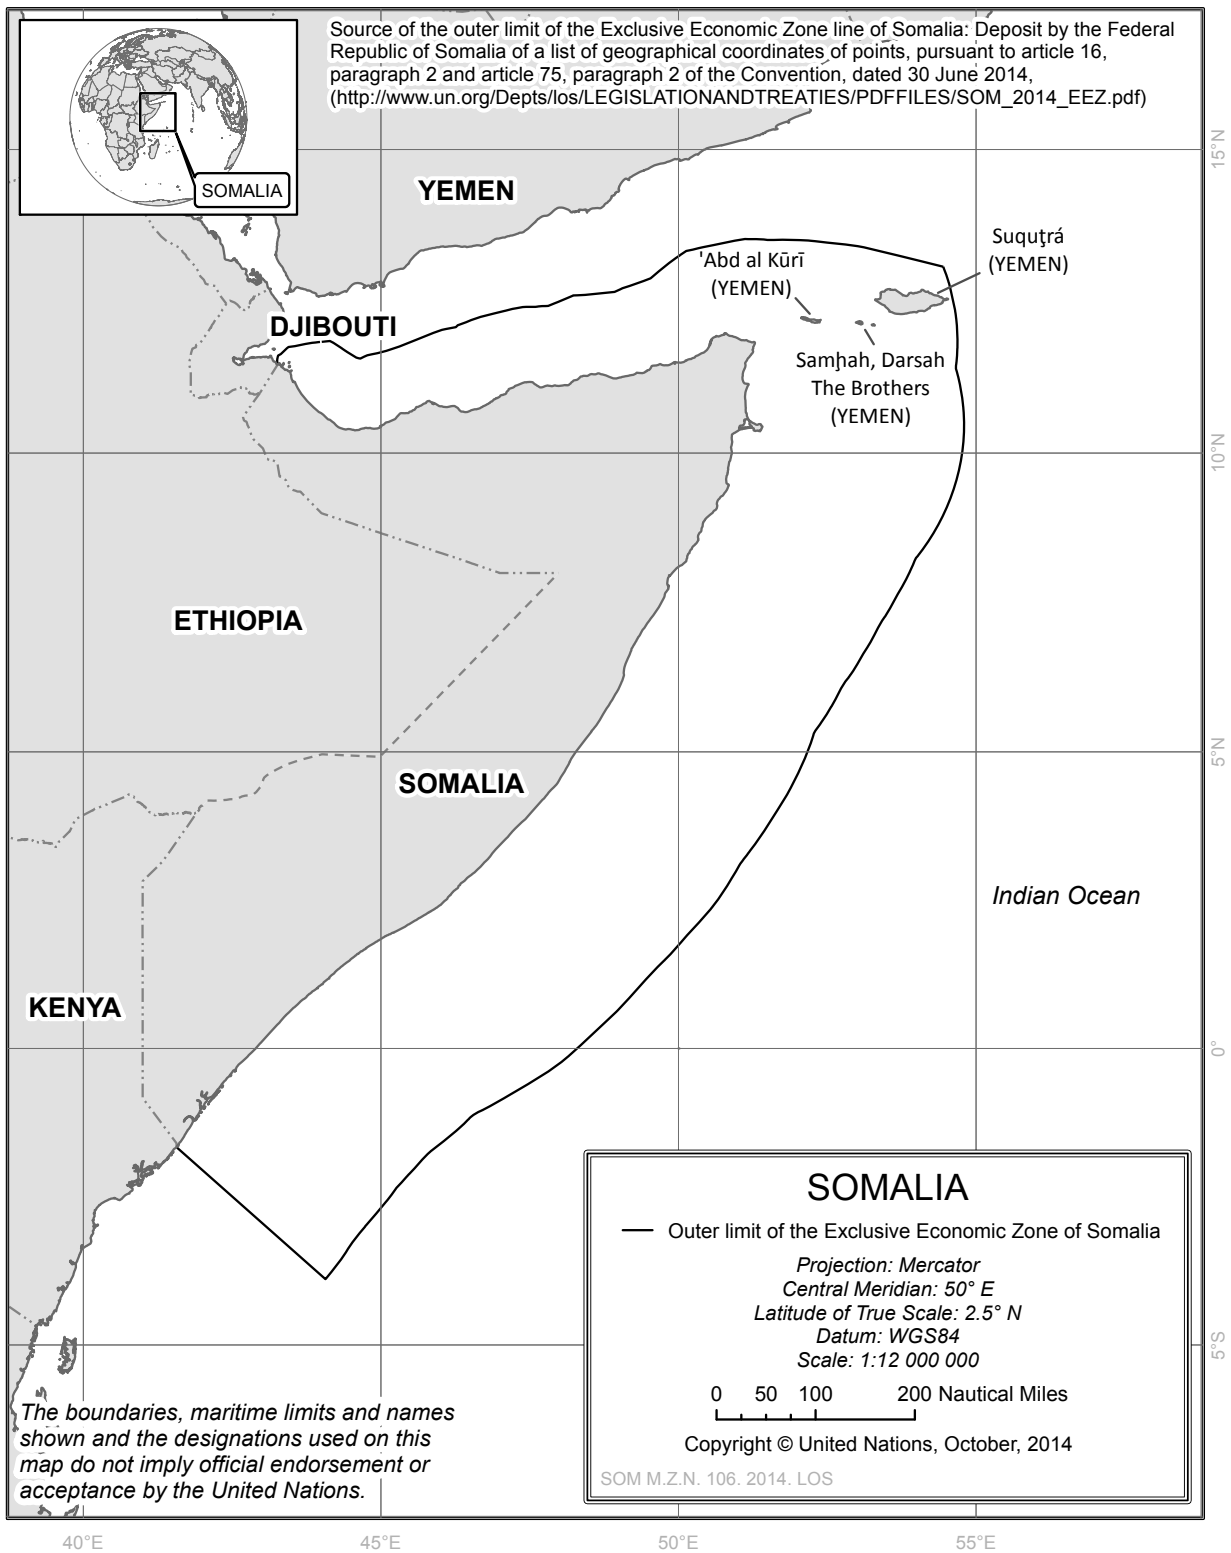 Source of the outer limit of the Exclusive Economic Zone line of Somalia: Deposit by the Federal
Republic of Somalia of a list of geographical coordinates of points, pursuant to article 16,
paragraph 2 and article 75, paragraph 2 of the Convention, dated 30 June 2014,
(http://www.un.org/Depts/los/LEGISLATIONANDTREATIES/PDFFILES/SOM_2014_EEZ.pdf)
SOMALIA
YEMEN
15°N
Suquţrá
(YEMEN)
'Abd al Kūrī
(YEMEN)
DJIBOUTI
Samḩah, Darsah
The Brothers
(YEMEN)
10°N
ETHIOPIA
5°N
SOMALIA
Indian Ocean
KENYA
0°
SOMALIA
Outer limit of the Exclusive Economic Zone of Somalia
Projection: Mercator
Central Meridian: 50° E
Latitude of True Scale: 2.5° N
Datum: WGS84
Scale: 1:12 000 000
0 50 100 200 Nautical Miles
Copyright © United Nations, October, 2014
SOM M.Z.N. 106. 2014. LOS
5°S
The boundaries, maritime limits and names
shown and the designations used on this
map do not imply official endorsement or
acceptance by the United Nations.
40°E 45°E 50°E 55°E